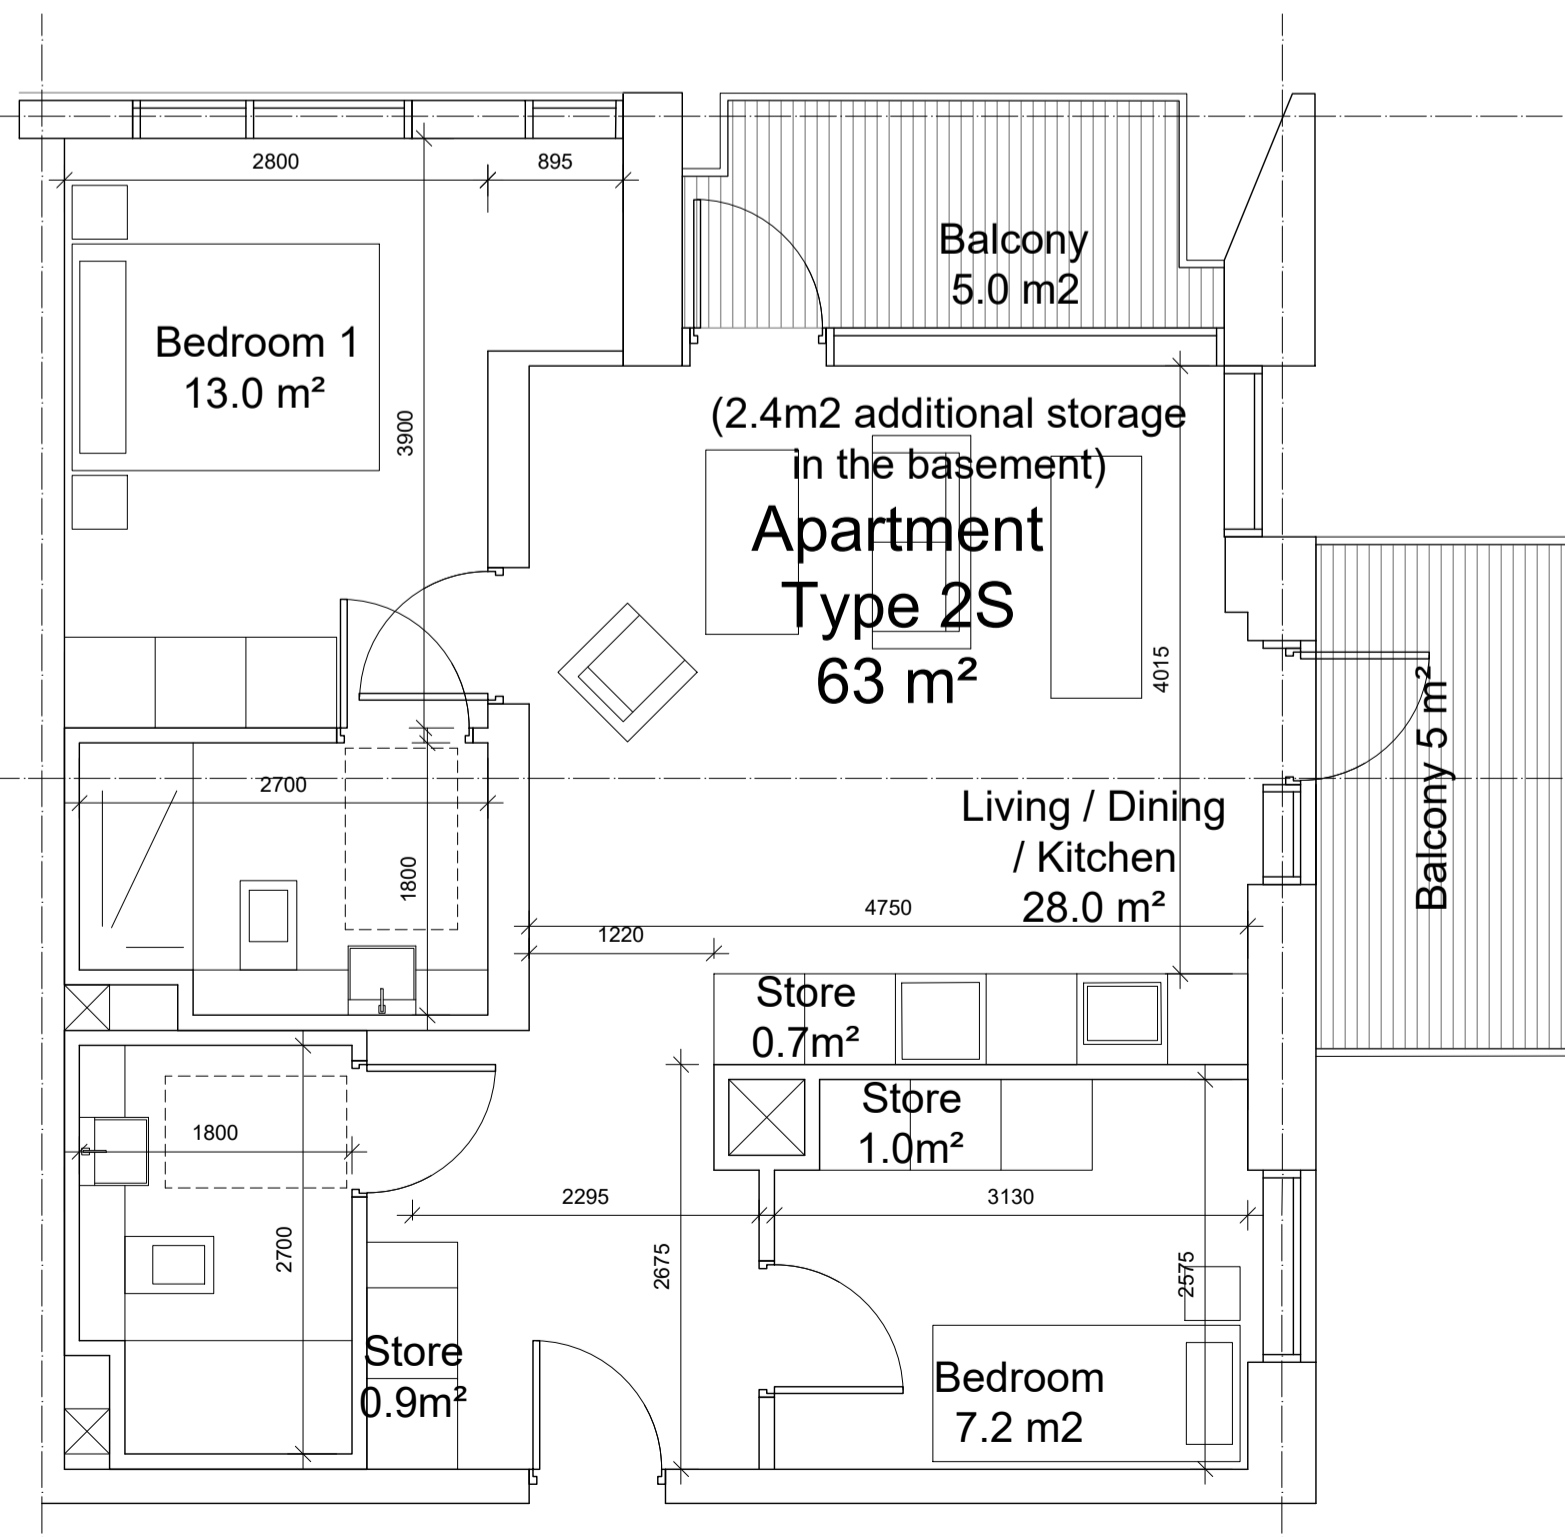 2800
895
Balcony
5.0 m2
Bedroom 1
13.0 m²
3900
(2.4m2 additional storage
in the basement)
Apartment
Type 2S
63 m²
4015
Balcony 5 m²
2700
1800
Living / Dining
/ Kitchen
28.0 m²
4750
1220
Store
0.7m²
Store
1.0m²
1800
2700
2295
3130
2675
2575
Store
0.9m²
Bedroom
7.2 m2